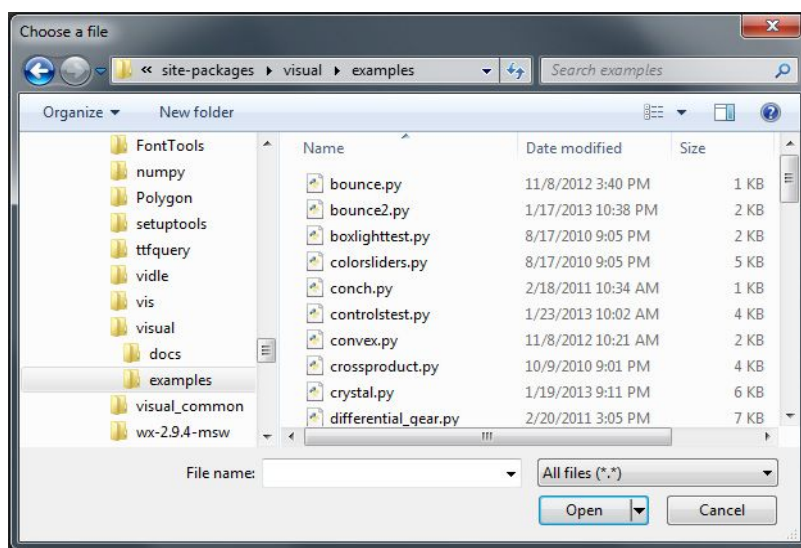 Choose a file
« site-packages visual examples Search examples
Organize New folder
FontTools
numpy
Polygon
setuptools
ttfquery
vidle
vis
visual
docs
examples
visual_common
wx-2.9.4-msw
Name Date modified Size
bounce.py 11/8/2012 3:40 PM 1 KB
bounce2.py 1/17/2013 10:38 PM 2 KB
boxlighttest.py 8/17/2010 9:05 PM 2 KB
colorsliders.py 8/17/2010 9:05 PM 5 KB
conch.py 2/18/2011 10:34 AM 1 KB
controlstest.py 1/23/2013 10:02 AM 4 KB
convex.py 11/8/2012 10:21 AM 2 KB
crossproduct.py 10/9/2010 9:01 PM 4 KB
crystal.py 1/19/2013 9:11 PM 6 KB
differential_gear.py 2/20/2011 3:05 PM 7 KB
File name: All files (*.*)
Open Cancel